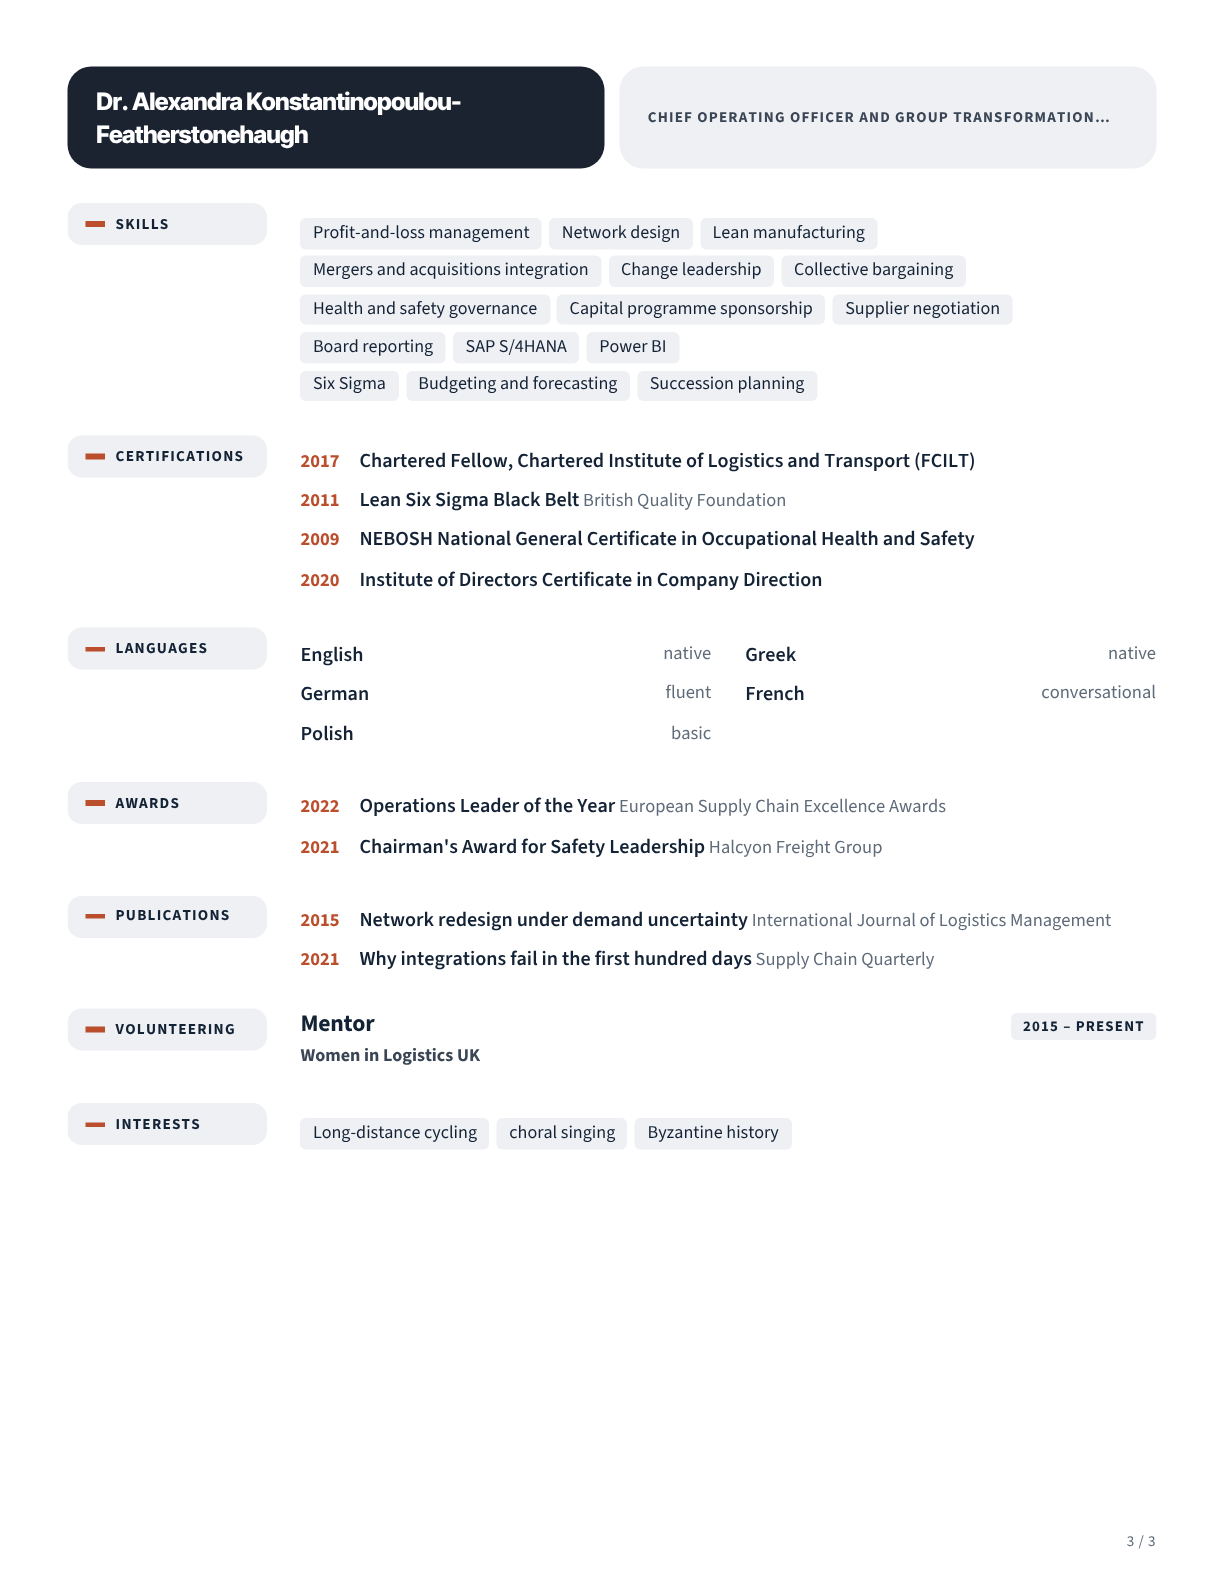 Dr. Alexandra Konstantinopoulou-
Featherstonehaugh
CHIEF OPERATING OFFICER AND GROUP TRANSFORMATION…
SKILLS
Profit-and-loss management Network design Lean manufacturing
Mergers and acquisitions integration Change leadership Collective bargaining
Health and safety governance Capital programme sponsorship Supplier negotiation
Board reporting SAP S/4HANA Power BI
Six Sigma Budgeting and forecasting Succession planning
CERTIFICATIONS
2017 Chartered Fellow, Chartered Institute of Logistics and Transport (FCILT)
2011 Lean Six Sigma Black Belt British Quality Foundation
2009 NEBOSH National General Certificate in Occupational Health and Safety
2020 Institute of Directors Certificate in Company Direction
LANGUAGES
English native Greek native
German fluent French conversational
Polish basic
AWARDS
2022 Operations Leader of the Year European Supply Chain Excellence Awards
2021 Chairman's Award for Safety Leadership Halcyon Freight Group
PUBLICATIONS
2015 Network redesign under demand uncertainty International Journal of Logistics Management
2021 Why integrations fail in the first hundred days Supply Chain Quarterly
VOLUNTEERING
Mentor 2015 – PRESENT
Women in Logistics UK
INTERESTS
Long-distance cycling choral singing Byzantine history
3 / 3